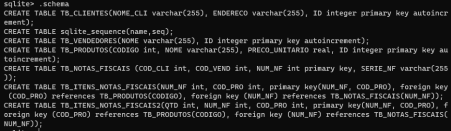 sqlite> .schema
CREATE TABLE TB_CLIENTES(NOME_CLI varchar(255), ENDERECO varchar(255), ID integer primary key autoincr
ement);
CREATE TABLE sqlite_sequence(name,seq);
CREATE TABLE TB_VENDEDORES(NOME varchar(255), ID integer primary key autoincrement);
CREATE TABLE TB_PRODUTOS(CODIGO int, NOME varchar(255), PRECO_UNITARIO real, ID integer primary key au
toincrement);
CREATE TABLE TB_NOTAS_FISCAIS (COD_CLI int, COD_VEND int, NUM_NF int primary key, SERIE_NF varchar(255
));
CREATE TABLE TB_ITENS_NOTAS_FISCAIS(NUM_NF int, COD_PRO int, primary key(NUM_NF, COD_PRO), foreign key
 (COD_PRO) references TB_PRODUTOS(CODIGO), foreign key (NUM_NF) references TB_NOTAS_FISCAIS(NUM_NF));
CREATE TABLE TB_ITENS_NOTAS_FISCAIS2(QTD int, NUM_NF int, COD_PRO int, primary key(NUM_NF, COD_PRO), f
oreign key (COD_PRO) references TB_PRODUTOS(CODIGO), foreign key (NUM_NF) references TB_NOTAS_FISCAIS(
NUM_NF));